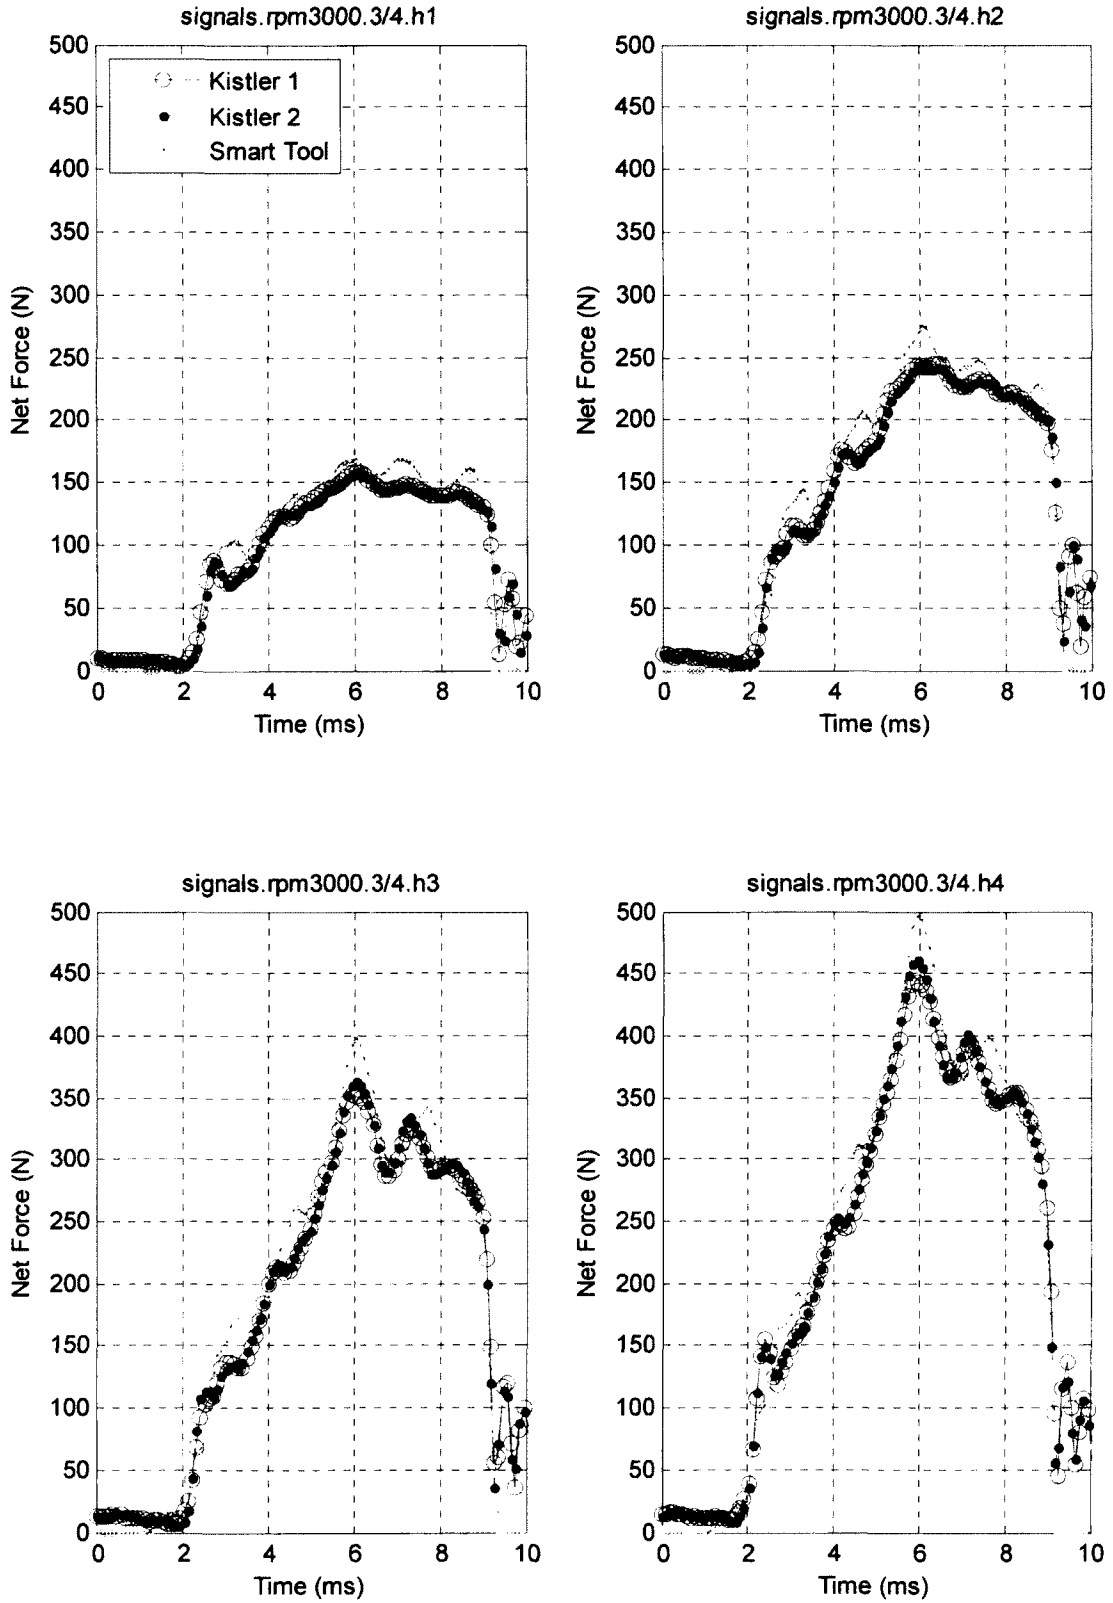 signals.rpm3000.3/4.h1
500
450
400
350
300
250
200
150
100
50
0
Net Force (N)
Kistler 1
Kistler 2
Smart Tool
0 2 4 6 8 10
Time (ms)
signals.rpm3000.3/4.h2
500
450
400
350
300
250
200
150
100
50
0
Net Force (N)
0 2 4 6 8 10
Time (ms)
signals.rpm3000.3/4.h3
500
450
400
350
300
250
200
150
100
50
0
Net Force (N)
0 2 4 6 8 10
Time (ms)
signals.rpm3000.3/4.h4
500
450
400
350
300
250
200
150
100
50
0
Net Force (N)
0 2 4 6 8 10
Time (ms)